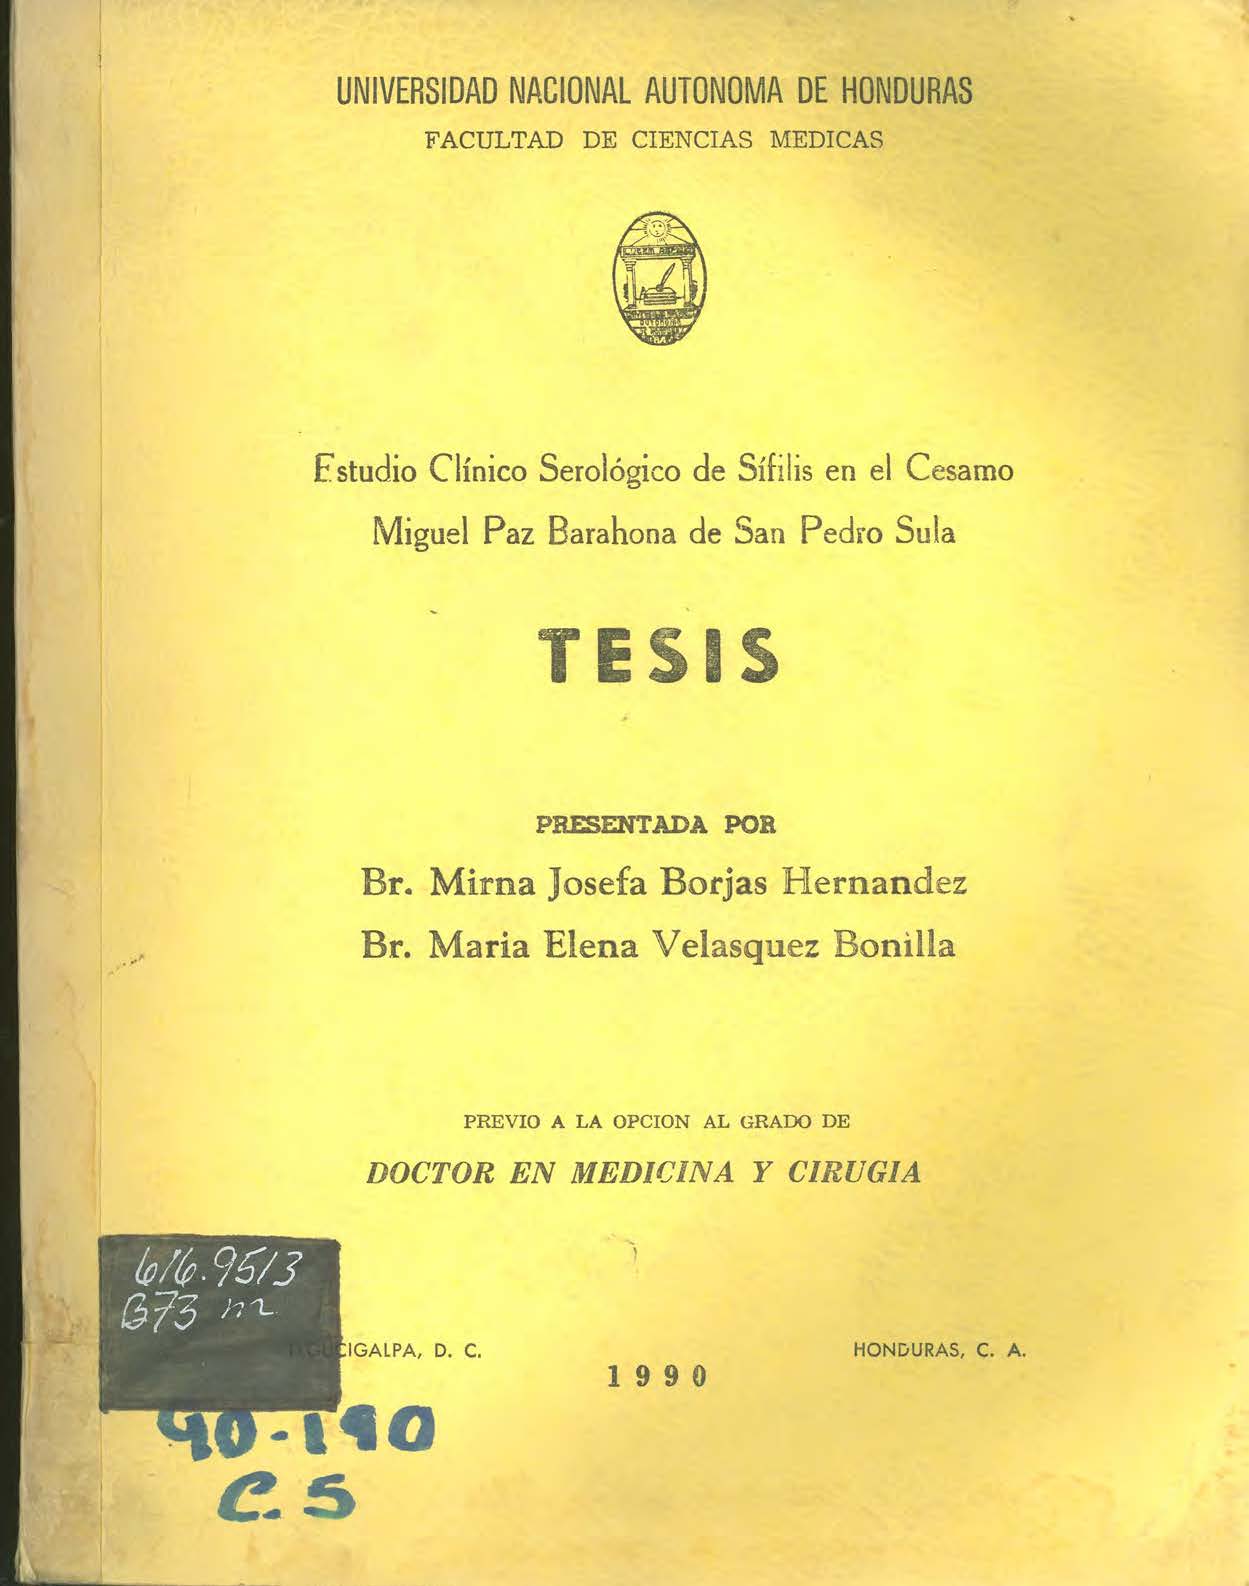 UNIVERSIDAD NACIONAL AUTONOMA DE HONDURAS
FACULTAD DE CIENCIAS MEDICAS
Estudio Clínico Serológico de Sífilis en el Cesamo
Miguel Paz Barahona de San Pedro Sula
TESIS
PRESENTADA POR
Br. Mirna Josefa Borjas Hernandez
Br. Maria Elena Velasquez Bonilla
PREVIO A LA OPCION AL GRADO DE
DOCTOR EN MEDICINA Y CIRUGIA
616.9513
B73 m
GUCIGALPA, D. C.
HONDURAS, C. A.
1990
90-190
C.5